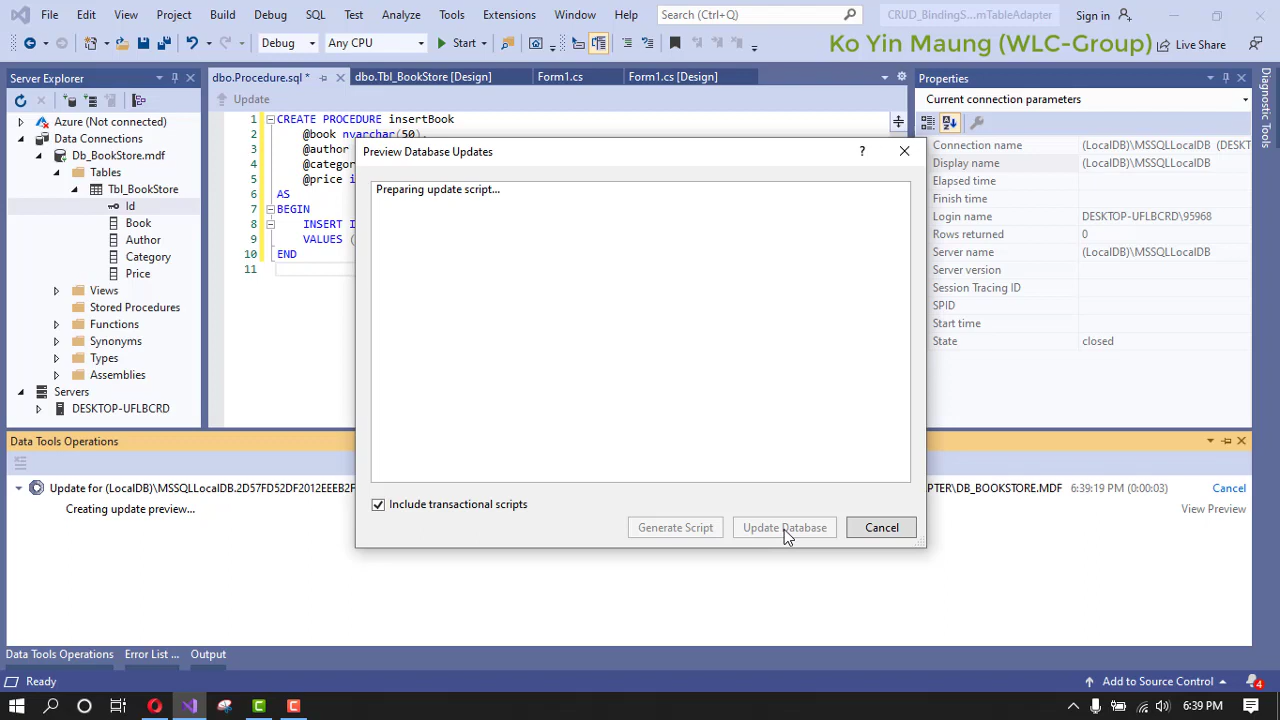 File Edit View Project Build Debug SQL Test Analyze Tools Extensions Window Help Search (Ctrl+Q) CRUD_BindingS...mTableAdapter Sign in
Debug Any CPU Start Ko Yin Maung (WLC-Group) Live Share
Server Explorer
dbo.Procedure.sql * dbo.Tbl_BookStore [Design] Form1.cs Form1.cs [Design]
Properties
Update
Current connection parameters
Azure (Not connected)
Data Connections
Db_BookStore.mdf
Tables
Tbl_BookStore
Id
Book
Author
Category
Price
Views
Stored Procedures
Functions
Synonyms
Types
Assemblies
Servers
DESKTOP-UFLBCRD
1 CREATE PROCEDURE insertBook
2 @book nvarchar(50),
3 @author
4 @categor
5 @price i
6 AS
7 BEGIN
8 INSERT I
9 VALUES (
10 END
11
Preview Database Updates
Preparing update script...
Include transactional scripts
Generate Script Update Database Cancel
Connection name (LocalDB)\MSSQLLocalDB (DESKT
Display name (LocalDB)\MSSQLLocalDB
Elapsed time
Finish time
Login name DESKTOP-UFLBCRD\95968
Rows returned 0
Server name (LocalDB)\MSSQLLocalDB
Server version
Session Tracing ID
SPID
Start time
State closed
Diagnostic Tools
Data Tools Operations
Update for (LocalDB)\MSSQLLocalDB.2D57FD52DF2012EEEB2F PTER\DB_BOOKSTORE.MDF 6:39:19 PM (0:00:03) Cancel
Creating update preview... View Preview
Data Tools Operations Error List ... Output
Ready Add to Source Control 4
6:39 PM